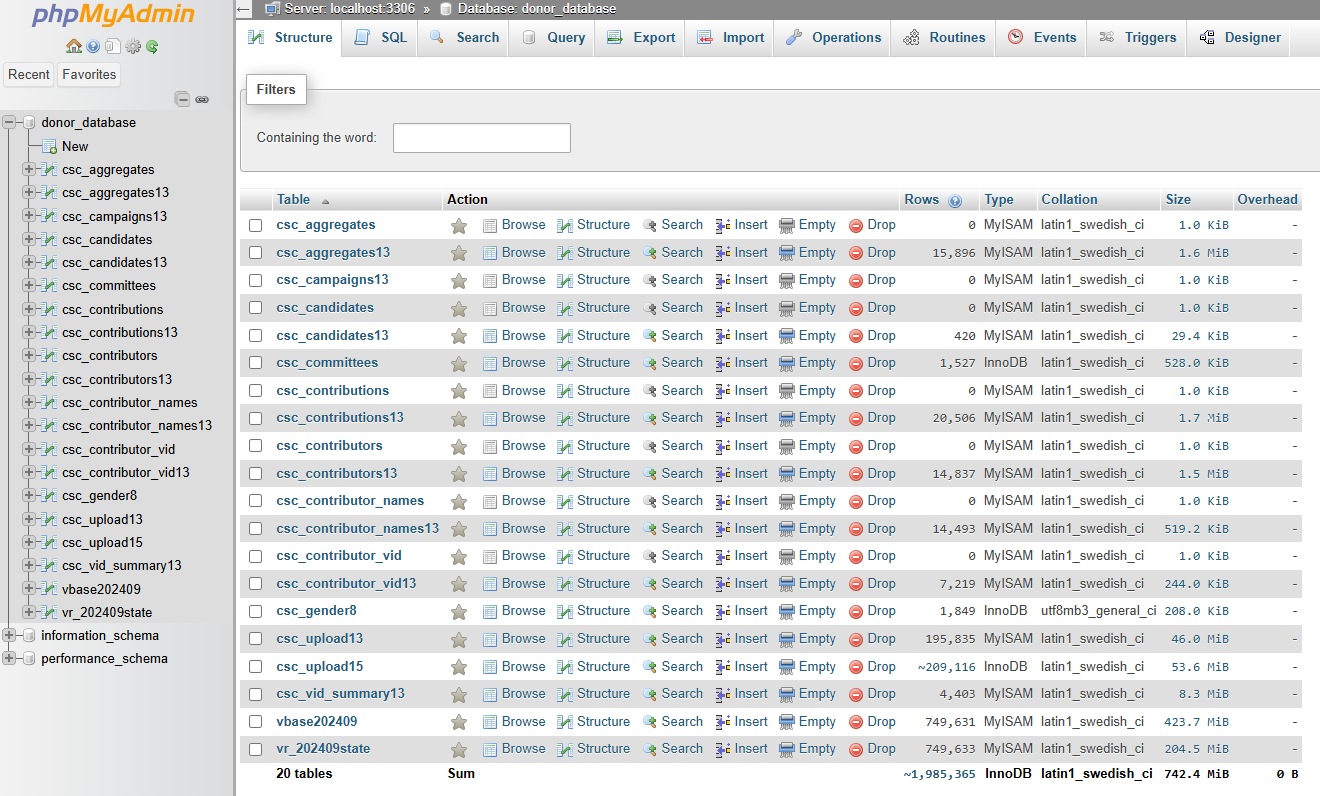 phpMyAdmin
Recent Favorites
donor_database
New
csc_aggregates
csc_aggregates13
csc_campaigns13
csc_candidates
csc_candidates13
csc_committees
csc_contributions
csc_contributions13
csc_contributors
csc_contributors13
csc_contributor_names
csc_contributor_names13
csc_contributor_vid
csc_contributor_vid13
csc_gender8
csc_upload13
csc_upload15
csc_vid_summary13
vbase202409
vr_202409state
information_schema
performance_schema
Server: localhost:3306 » Database: donor_database
Structure SQL Search Query Export Import Operations Routines Events Triggers Designer
Filters
Containing the word:
Table Action Rows Type Collation Size Overhead
csc_aggregates Browse Structure Search Insert Empty Drop 0 MyISAM latin1_swedish_ci 1.0 KiB -
csc_aggregates13 Browse Structure Search Insert Empty Drop 15,896 MyISAM latin1_swedish_ci 1.6 MiB -
csc_campaigns13 Browse Structure Search Insert Empty Drop 0 MyISAM latin1_swedish_ci 1.0 KiB -
csc_candidates Browse Structure Search Insert Empty Drop 0 MyISAM latin1_swedish_ci 1.0 KiB -
csc_candidates13 Browse Structure Search Insert Empty Drop 420 MyISAM latin1_swedish_ci 29.4 KiB -
csc_committees Browse Structure Search Insert Empty Drop 1,527 InnoDB latin1_swedish_ci 528.0 KiB -
csc_contributions Browse Structure Search Insert Empty Drop 0 MyISAM latin1_swedish_ci 1.0 KiB -
csc_contributions13 Browse Structure Search Insert Empty Drop 20,506 MyISAM latin1_swedish_ci 1.7 MiB -
csc_contributors Browse Structure Search Insert Empty Drop 0 MyISAM latin1_swedish_ci 1.0 KiB -
csc_contributors13 Browse Structure Search Insert Empty Drop 14,837 MyISAM latin1_swedish_ci 1.5 MiB -
csc_contributor_names Browse Structure Search Insert Empty Drop 0 MyISAM latin1_swedish_ci 1.0 KiB -
csc_contributor_names13 Browse Structure Search Insert Empty Drop 14,493 MyISAM latin1_swedish_ci 519.2 KiB -
csc_contributor_vid Browse Structure Search Insert Empty Drop 0 MyISAM latin1_swedish_ci 1.0 KiB -
csc_contributor_vid13 Browse Structure Search Insert Empty Drop 7,219 MyISAM latin1_swedish_ci 244.0 KiB -
csc_gender8 Browse Structure Search Insert Empty Drop 1,849 InnoDB utf8mb3_general_ci 208.0 KiB -
csc_upload13 Browse Structure Search Insert Empty Drop 195,835 MyISAM latin1_swedish_ci 46.0 MiB -
csc_upload15 Browse Structure Search Insert Empty Drop ~209,116 InnoDB latin1_swedish_ci 53.6 MiB -
csc_vid_summary13 Browse Structure Search Insert Empty Drop 4,403 MyISAM latin1_swedish_ci 8.3 MiB -
vbase202409 Browse Structure Search Insert Empty Drop 749,631 MyISAM latin1_swedish_ci 423.7 MiB -
vr_202409state Browse Structure Search Insert Empty Drop 749,633 MyISAM latin1_swedish_ci 204.5 MiB -
20 tables Sum ~1,985,365 InnoDB latin1_swedish_ci 742.4 MiB 0 B